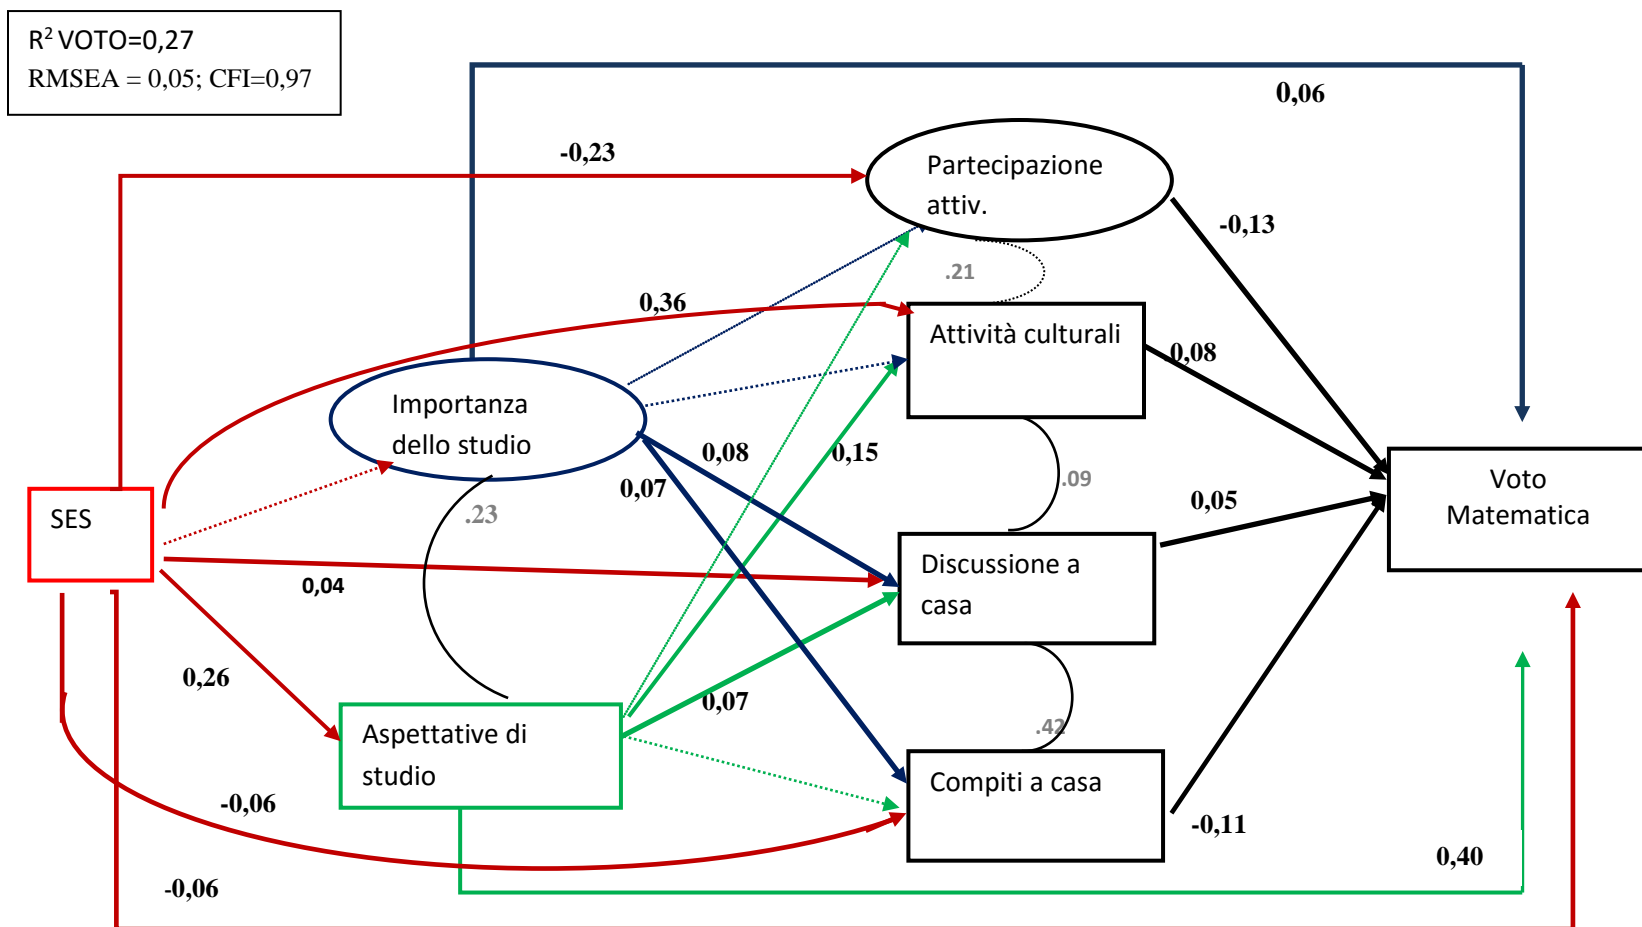 R² VOTO=0,27
RMSEA = 0,05; CFI=0,97
0,06
-0,23
Partecipazione
attiv.
-0,13
.21
0,36
Attività culturali
0,08
Importanza
dello studio
0,08
0,15
0,07
.09
.23
0,05
Voto
Matematica
SES
Discussione a
casa
0,04
0,26
0,07
.42
Aspettative di
studio
Compiti a casa
-0,06
-0,11
0,40
-0,06